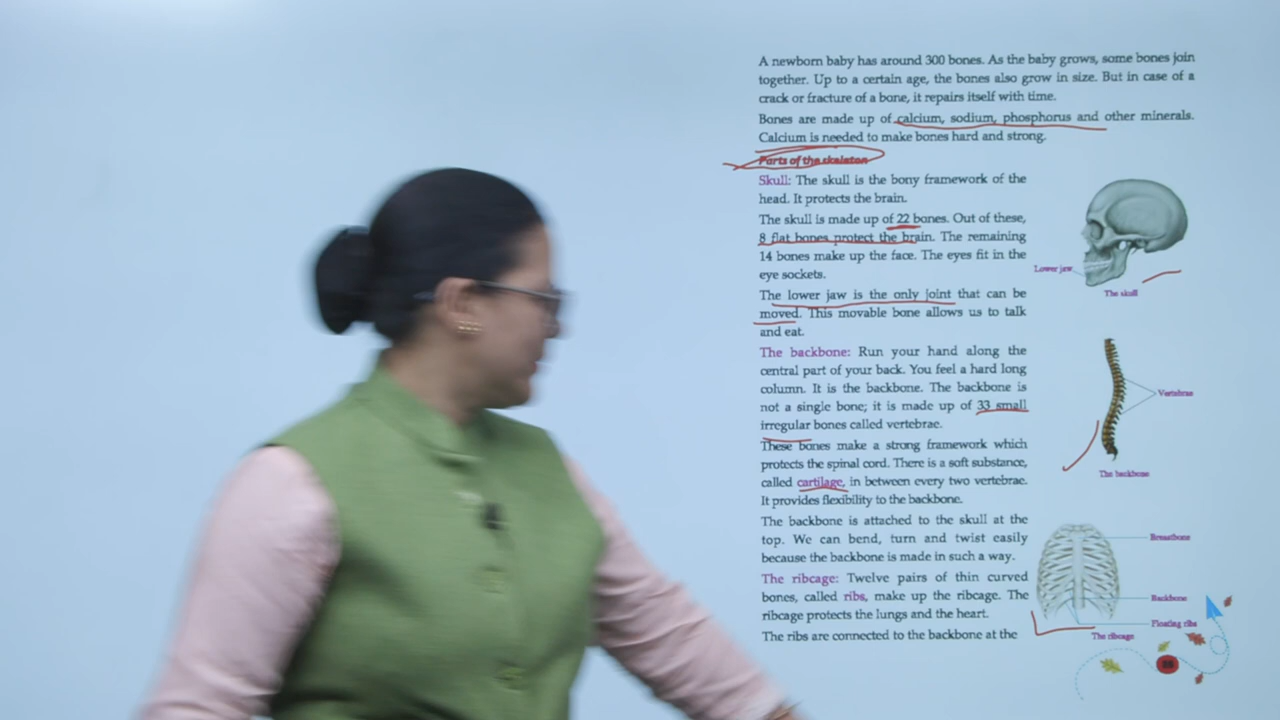 A newborn baby has around 300 bones. As the baby grows, some bones join
together. Up to a certain age, the bones also grow in size. But in case of a
crack or fracture of a bone, it repairs itself with time.
Bones are made up of calcium, sodium, phosphorus and other minerals.
Calcium is needed to make bones hard and strong.
Parts of the skeleton
Skull: The skull is the bony framework of the
head. It protects the brain.
The skull is made up of 22 bones. Out of these,
8 flat bones protect the brain. The remaining
14 bones make up the face. The eyes fit in the
eye sockets.
The lower jaw is the only joint that can be
moved. This movable bone allows us to talk
and eat.
Lower jaw
The skull
The backbone: Run your hand along the
central part of your back. You feel a hard long
column. It is the backbone. The backbone is
not a single bone; it is made up of 33 small
irregular bones called vertebrae.
These bones make a strong framework which
protects the spinal cord. There is a soft substance,
called cartilage, in between every two vertebrae.
It provides flexibility to the backbone.
The backbone is attached to the skull at the
top. We can bend, turn and twist easily
because the backbone is made in such a way.
Vertebrae
The backbone
The ribcage: Twelve pairs of thin curved
bones, called ribs, make up the ribcage. The
ribcage protects the lungs and the heart.
The ribs are connected to the backbone at the
Breastbone
Backbone
Floating ribs
The ribcage